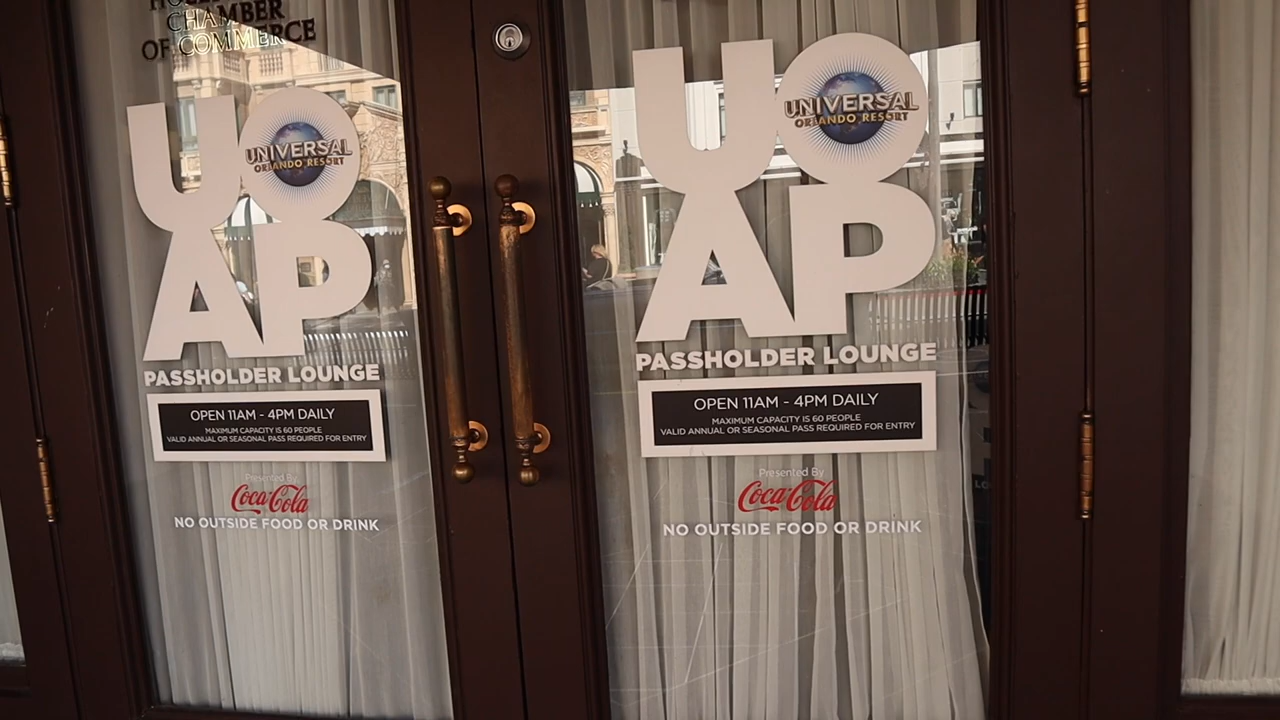 CHAMBER
OF COMMERCE
UO
UNIVERSAL
ORLANDO RESORT
AP
PASSHOLDER LOUNGE
OPEN 11AM - 4PM DAILY
MAXIMUM CAPACITY IS 60 PEOPLE
VALID ANNUAL OR SEASONAL PASS REQUIRED FOR ENTRY
Presented By
Coca-Cola
NO OUTSIDE FOOD OR DRINK
UO
UNIVERSAL
ORLANDO RESORT
AP
PASSHOLDER LOUNGE
OPEN 11AM - 4PM DAILY
MAXIMUM CAPACITY IS 60 PEOPLE
VALID ANNUAL OR SEASONAL PASS REQUIRED FOR ENTRY
Presented By
Coca-Cola
NO OUTSIDE FOOD OR DRINK